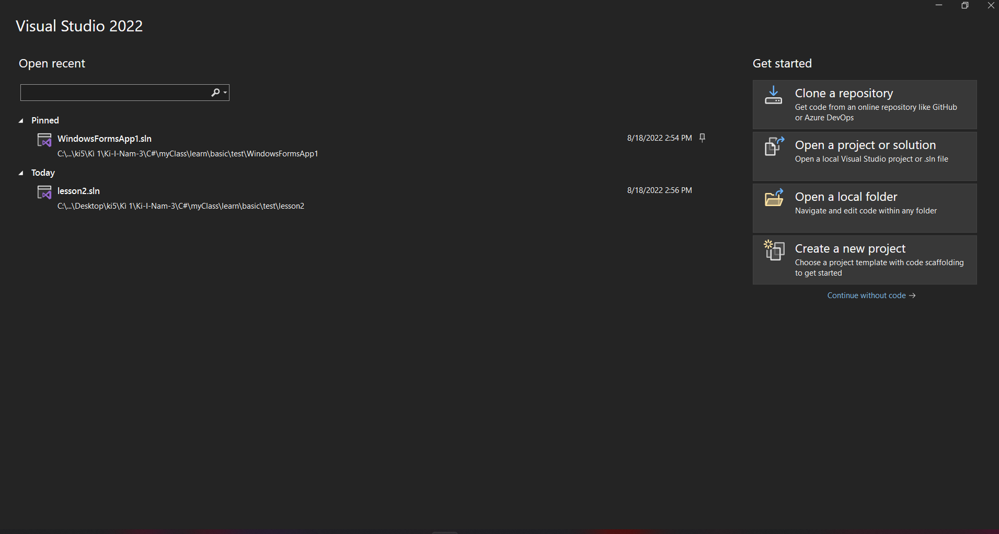 Visual Studio 2022
Open recent
Pinned
WindowsFormsApp1.sln
8/18/2022 2:54 PM
C:\...\ki5\Kì 1\Ki-I-Nam-3\C#\myClass\learn\basic\test\WindowsFormsApp1
Today
lesson2.sln
8/18/2022 2:56 PM
C:\...\Desktop\ki5\Kì 1\Ki-I-Nam-3\C#\myClass\learn\basic\test\lesson2
Get started
Clone a repository
Get code from an online repository like GitHub
or Azure DevOps
Open a project or solution
Open a local Visual Studio project or .sln file
Open a local folder
Navigate and edit code within any folder
Create a new project
Choose a project template with code scaffolding
to get started
Continue without code →